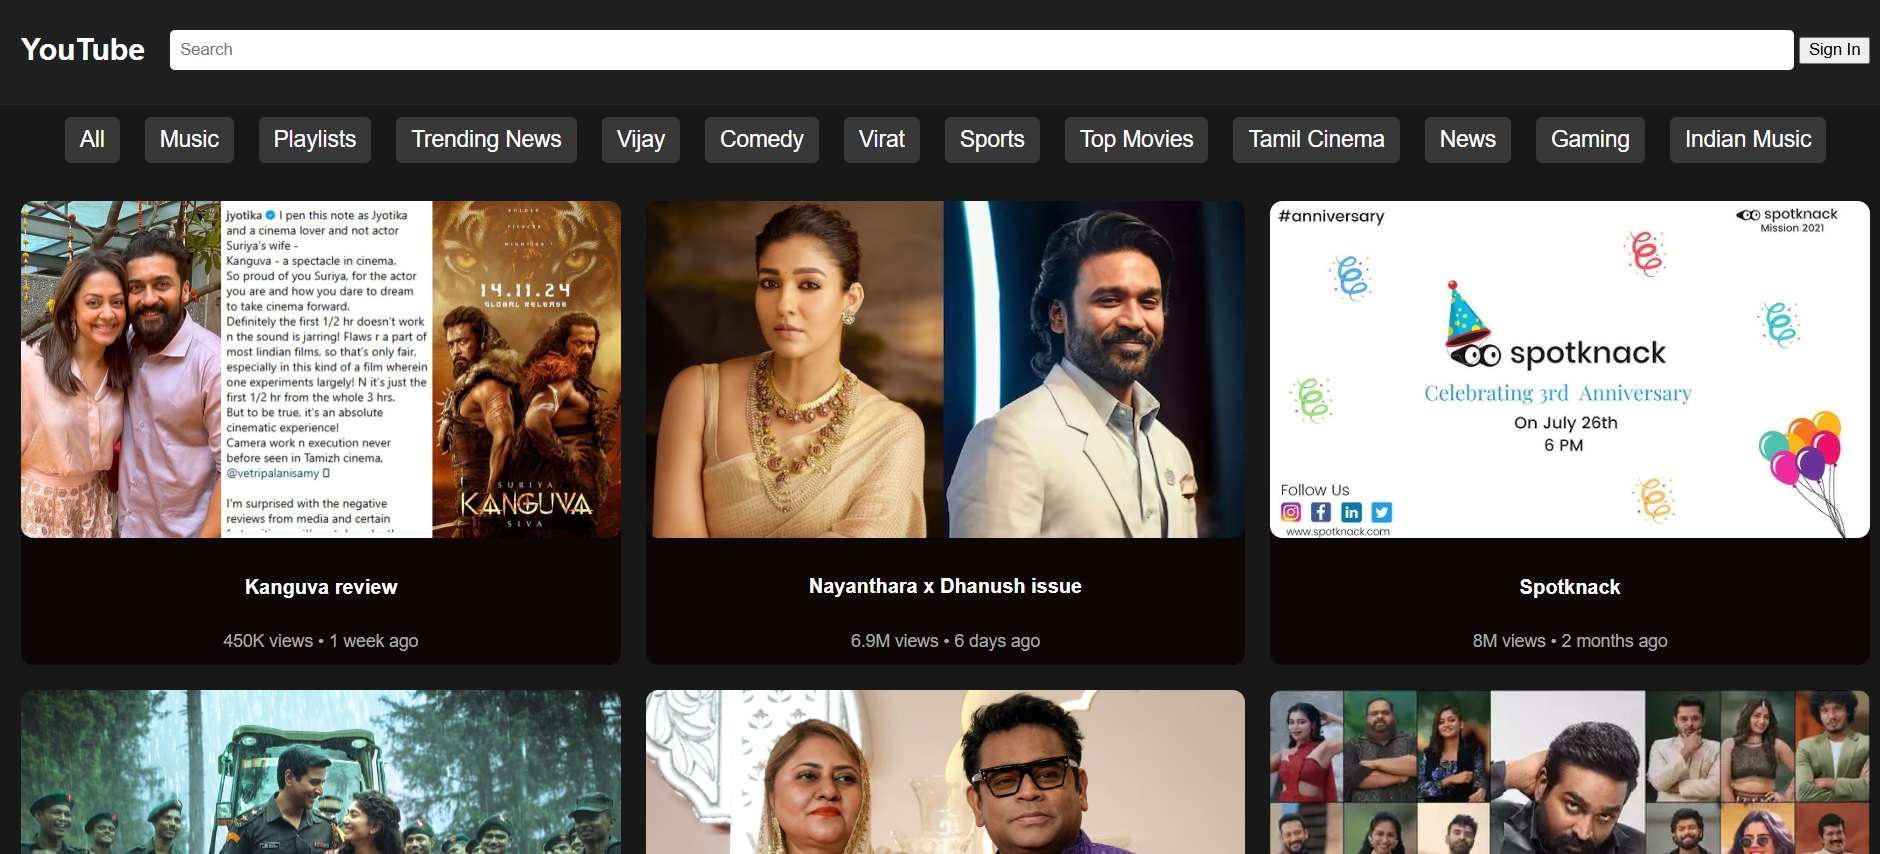 YouTube
Search
Sign In
All
Music
Playlists
Trending News
Vijay
Comedy
Virat
Sports
Top Movies
Tamil Cinema
News
Gaming
Indian Music
jyotika I pen this note as Jyotika
and a cinema lover and not actor
Suriya's wife -
Kanguva - a spectacle in cinema.
So proud of you Suriya, for the actor
you are and how you dare to dream
to take cinema forward.
Definitely the first 1/2 hr doesn't work
n the sound is jarring! Flaws r a part of
most Iindian films, so that's only fair,
especially in this kind of a film wherein
one experiments largely! N it's just the
first 1/2 hr from the whole 3 hrs.
But to be true, it's an absolute
cinematic experience!
Camera work n execution never
before seen in Tamizh cinema,
@vetripalanisamy
I'm surprised with the negative
reviews from media and certain
BOLDER
FIERCER
MIGHTIER
14.11.24
GLOBAL RELEASE
SURIYA
KANGUVA
SIVA
#anniversary
spotknack
Mission 2021
spotknack
Celebrating 3rd Anniversary
On July 26th
6 PM
Follow Us
www.spotknack.com
Kanguva review
450K views • 1 week ago
Nayanthara x Dhanush issue
6.9M views • 6 days ago
Spotknack
8M views • 2 months ago